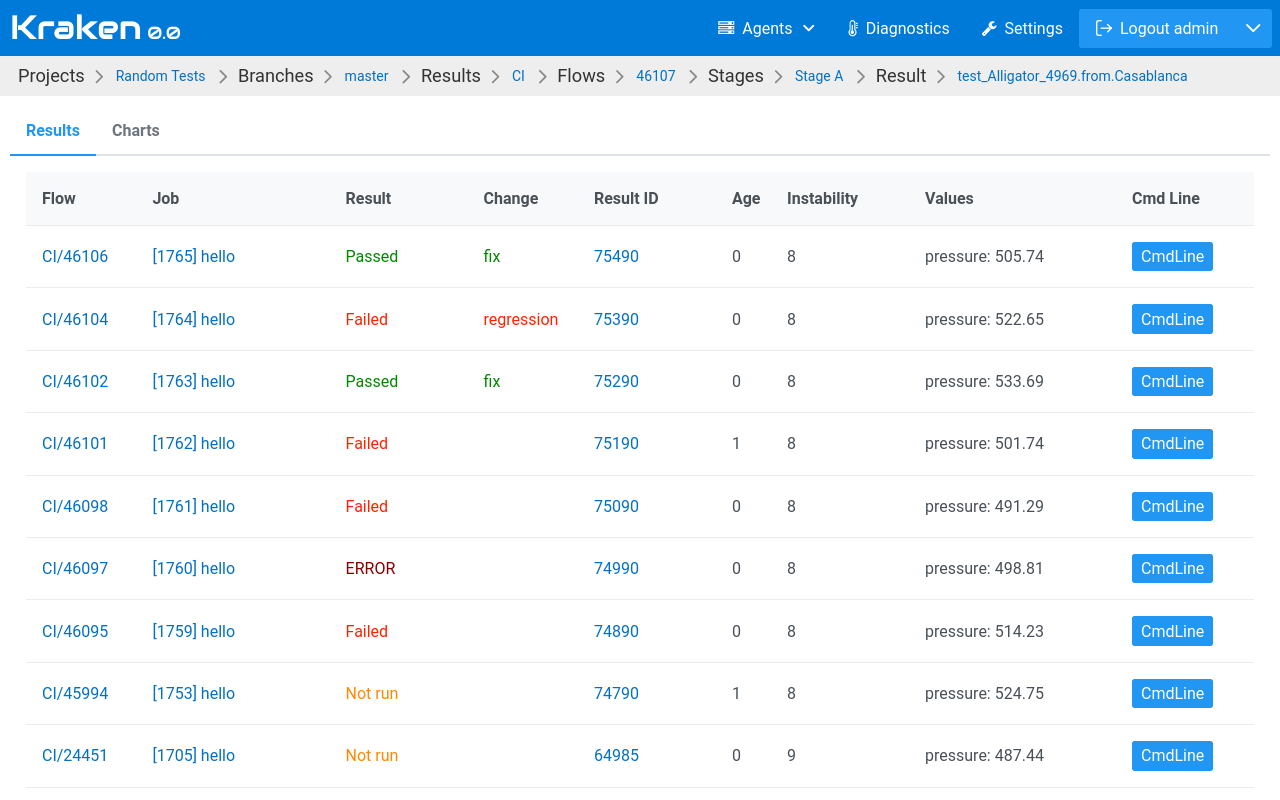 Kraken 0.0 Agents Diagnostics Settings Logout admin
Projects Random Tests Branches master Results CI Flows 46107 Stages Stage A Result test_Alligator_4969.from.Casablanca
Results Charts
Flow Job Result Change Result ID Age Instability Values Cmd Line
CI/46106 [1765] hello Passed fix 75490 0 8 pressure: 505.74 CmdLine
CI/46104 [1764] hello Failed regression 75390 0 8 pressure: 522.65 CmdLine
CI/46102 [1763] hello Passed fix 75290 0 8 pressure: 533.69 CmdLine
CI/46101 [1762] hello Failed 75190 1 8 pressure: 501.74 CmdLine
CI/46098 [1761] hello Failed 75090 0 8 pressure: 491.29 CmdLine
CI/46097 [1760] hello ERROR 74990 0 8 pressure: 498.81 CmdLine
CI/46095 [1759] hello Failed 74890 0 8 pressure: 514.23 CmdLine
CI/45994 [1753] hello Not run 74790 1 8 pressure: 524.75 CmdLine
CI/24451 [1705] hello Not run 64985 0 9 pressure: 487.44 CmdLine